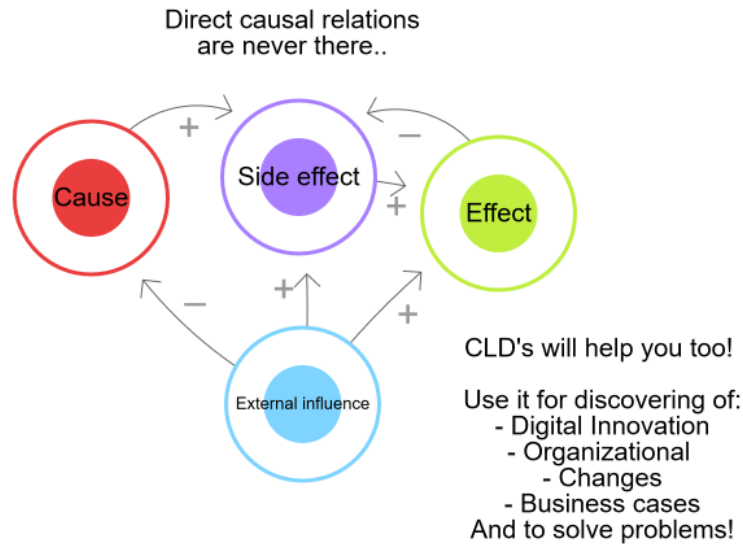 Direct causal relations
are never there..
+
−
Cause
Side effect
+
Effect
−
+
+
External influence
CLD's will help you too!
Use it for discovering of:
- Digital Innovation
- Organizational
- Changes
- Business cases
And to solve problems!